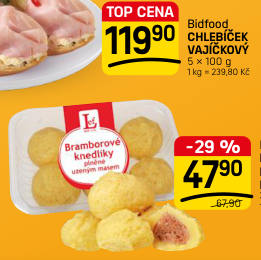 TOP CENA
119 90
Bidfood
CHLEBÍČEK
VAJÍČKOVÝ
5 × 100 g
1 kg = 239,80 Kč
Bramborové
knedlíky
plněné
uzeným masem
-29 %
47 90
67,90